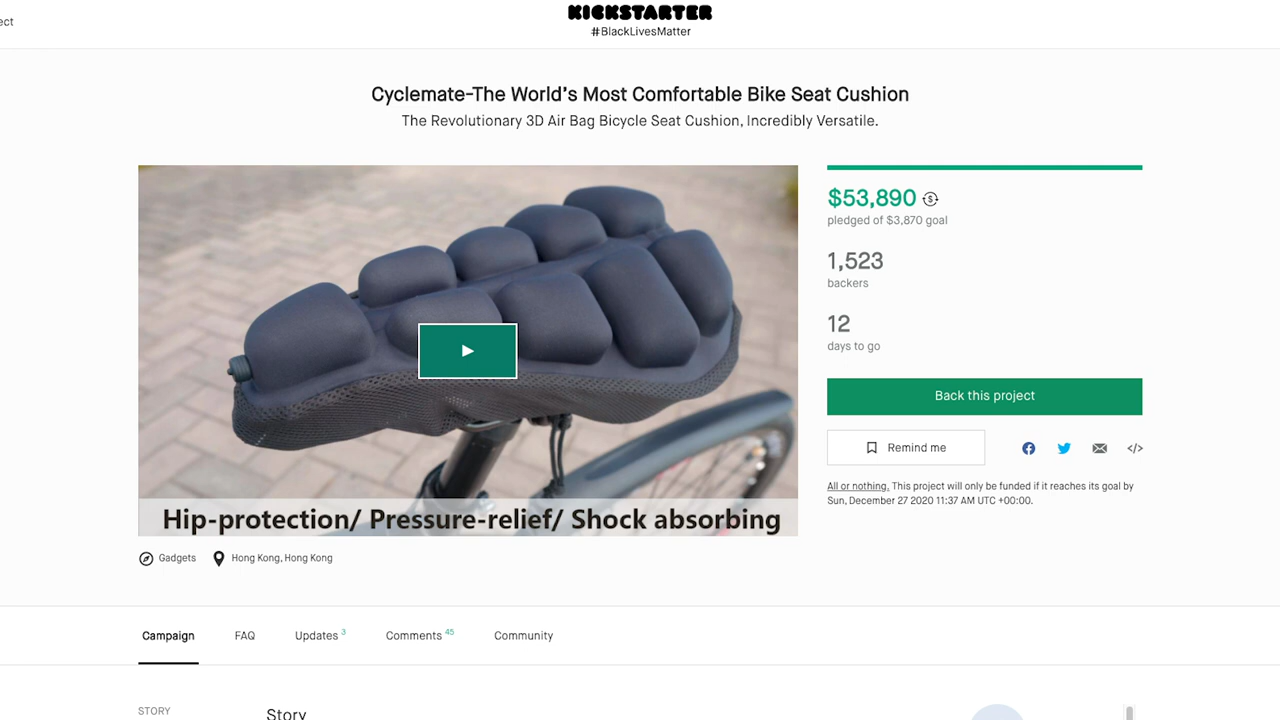 ect
KICKSTARTER
#BlackLivesMatter
Cyclemate-The World's Most Comfortable Bike Seat Cushion
The Revolutionary 3D Air Bag Bicycle Seat Cushion, Incredibly Versatile.
Hip-protection/ Pressure-relief/ Shock absorbing
Gadgets
Hong Kong, Hong Kong
$53,890
pledged of $3,870 goal
1,523
backers
12
days to go
Back this project
Remind me
All or nothing. This project will only be funded if it reaches its goal by
Sun, December 27 2020 11:37 AM UTC +00:00.
Campaign
FAQ
Updates 3
Comments 45
Community
STORY
Story